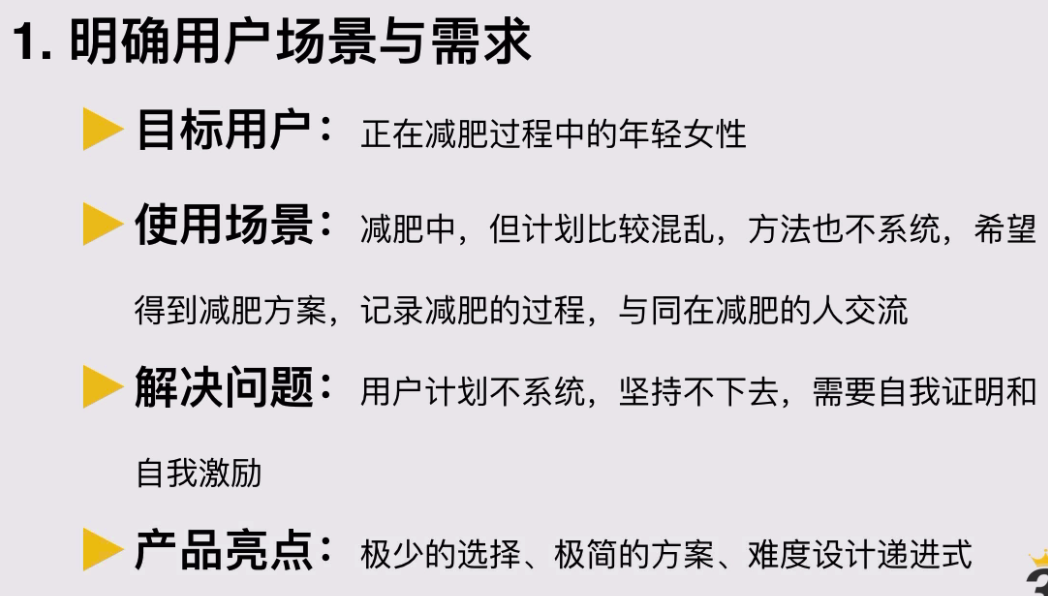 1. 明确用户场景与需求
目标用户： 正在减肥过程中的年轻女性
使用场景： 减肥中，但计划比较混乱，方法也不系统，希望
得到减肥方案，记录减肥的过程，与同在减肥的人交流
解决问题： 用户计划不系统，坚持不下去，需要自我证明和
自我激励
产品亮点： 极少的选择、极简的方案、难度设计递进式